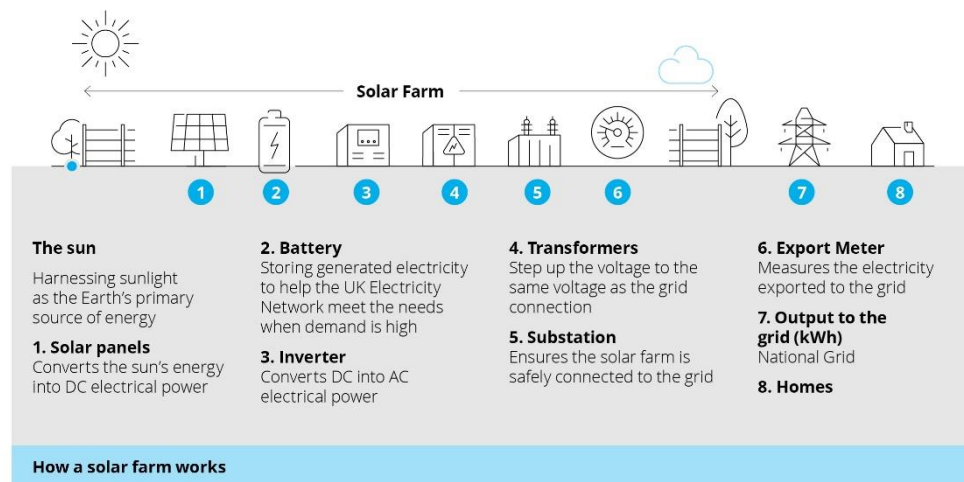 Solar Farm
1
2
3
4
5
6
7
8
The sun
Harnessing sunlight
as the Earth's primary
source of energy
1. Solar panels
Converts the sun's energy
into DC electrical power
2. Battery
Storing generated electricity
to help the UK Electricity
Network meet the needs
when demand is high
3. Inverter
Converts DC into AC
electrical power
4. Transformers
Step up the voltage to the
same voltage as the grid
connection
5. Substation
Ensures the solar farm is
safely connected to the grid
6. Export Meter
Measures the electricity
exported to the grid
7. Output to the
grid (kWh)
National Grid
8. Homes
How a solar farm works